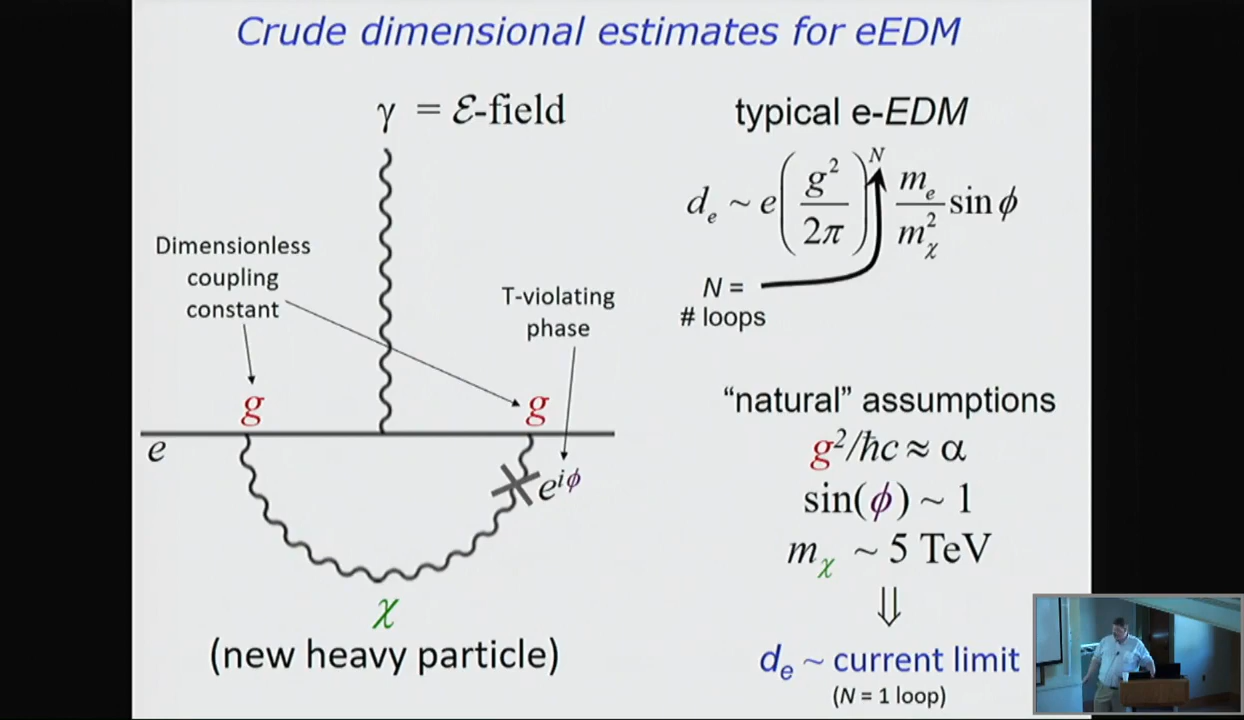 Crude dimensional estimates for eEDM
γ = ℰ-field
Dimensionless
coupling
constant
T-violating
phase
g
g
e
e^{iϕ}
χ
(new heavy particle)
typical e-EDM
d_e ~ e(g²/2π)^N m_e/m_χ² sin ϕ
N =
# loops
“natural” assumptions
g²/ħc ≈ α
sin(ϕ) ~ 1
m_χ ~ 5 TeV
⇓
d_e ~ current limit
(N = 1 loop)